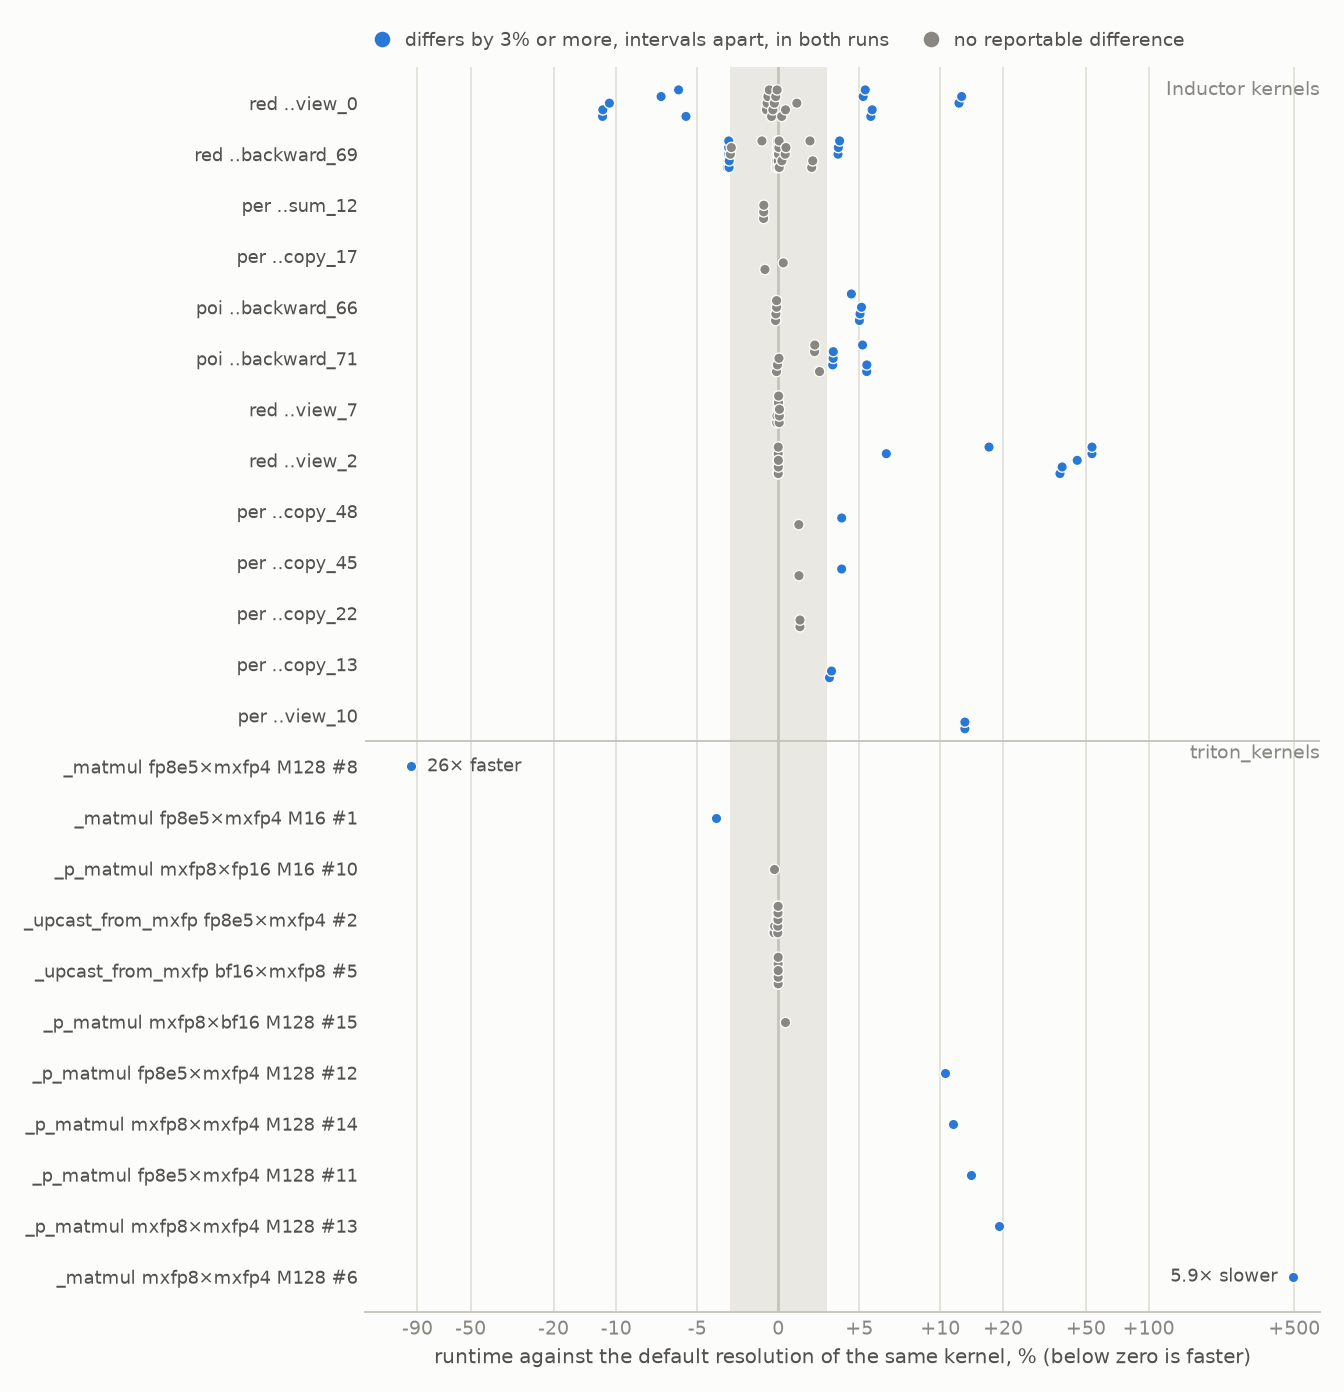 differs by 3% or more, intervals apart, in both runs
no reportable difference
Inductor kernels
red ..view_0
red ..backward_69
per ..sum_12
per ..copy_17
poi ..backward_66
poi ..backward_71
red ..view_7
red ..view_2
per ..copy_48
per ..copy_45
per ..copy_22
per ..copy_13
per ..view_10
triton_kernels
_matmul fp8e5×mxfp4 M128 #8
26× faster
_matmul fp8e5×mxfp4 M16 #1
_p_matmul mxfp8×fp16 M16 #10
_upcast_from_mxfp fp8e5×mxfp4 #2
_upcast_from_mxfp bf16×mxfp8 #5
_p_matmul mxfp8×bf16 M128 #15
_p_matmul fp8e5×mxfp4 M128 #12
_p_matmul mxfp8×mxfp4 M128 #14
_p_matmul fp8e5×mxfp4 M128 #11
_p_matmul mxfp8×mxfp4 M128 #13
_matmul mxfp8×mxfp4 M128 #6
5.9× slower
-90 -50 -20 -10 -5 0 +5 +10 +20 +50 +100 +500
runtime against the default resolution of the same kernel, % (below zero is faster)